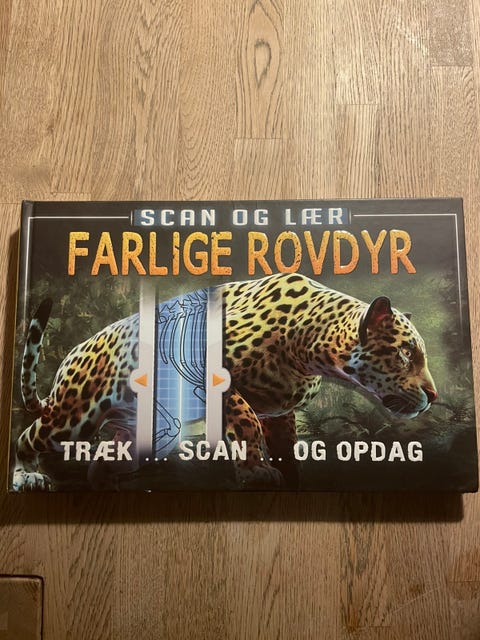 SCAN OG LÆR
FARLIGE ROVDYR
TRÆK ... SCAN ... OG OPDAG